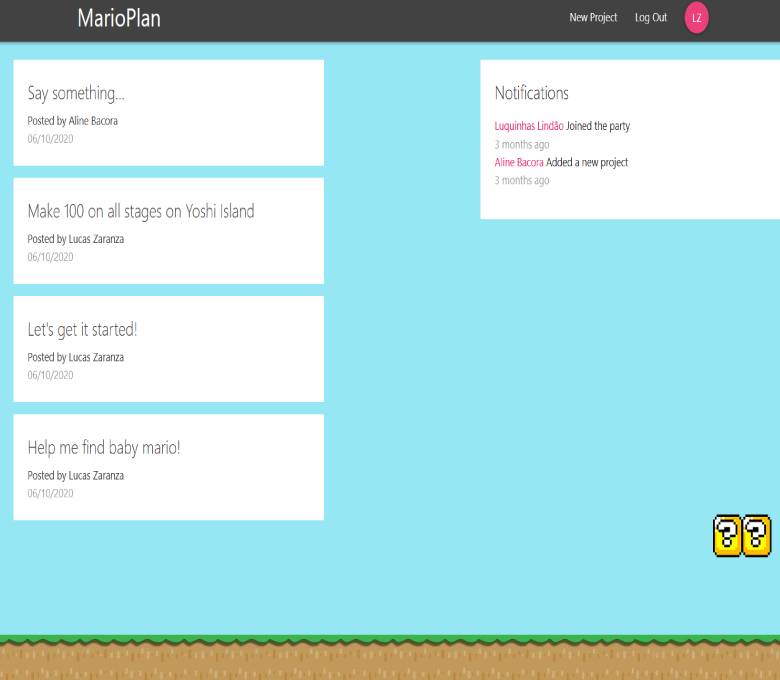 MarioPlan
New Project
Log Out
LZ
Say something...
Posted by Aline Bacora
06/10/2020
Make 100 on all stages on Yoshi Island
Posted by Lucas Zaranza
06/10/2020
Let's get it started!
Posted by Lucas Zaranza
06/10/2020
Help me find baby mario!
Posted by Lucas Zaranza
06/10/2020
Notifications
Luquinhas Lindão Joined the party
3 months ago
Aline Bacora Added a new project
3 months ago
? ?